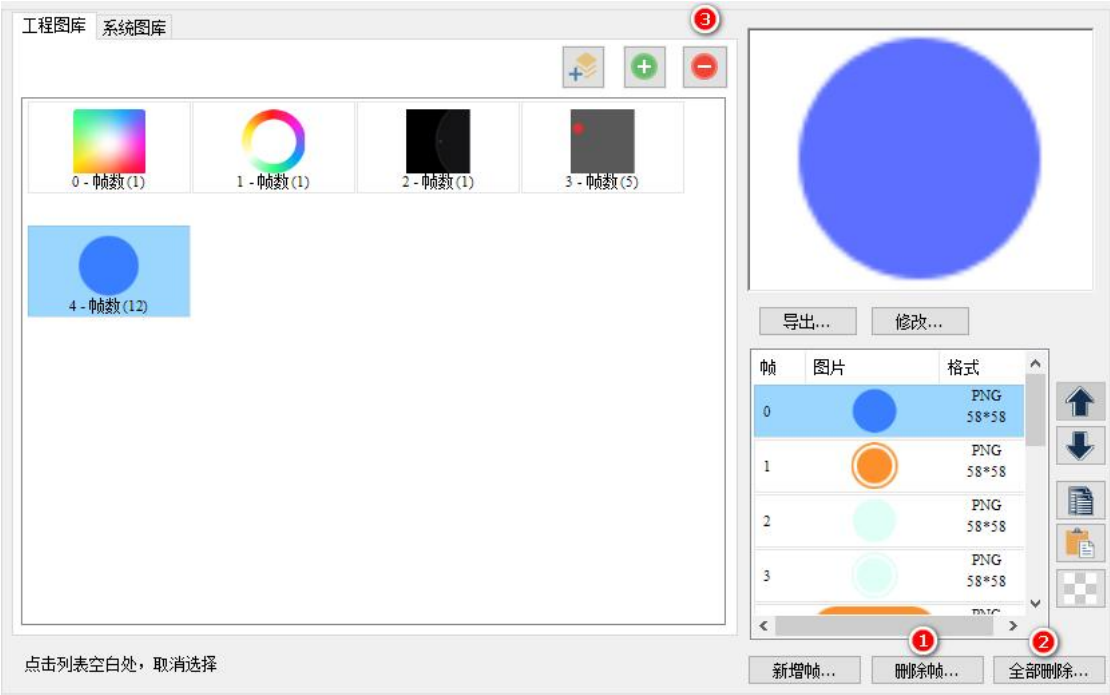 工程图库 系统图库
3
0 - 帧数(1) 1 - 帧数(1) 2 - 帧数(1) 3 - 帧数(5)
4 - 帧数(12)
导出... 修改...
帧 图片 格式
0 PNG
58*58
1 PNG
58*58
2 PNG
58*58
3 PNG
58*58
PNG
1 2
点击列表空白处，取消选择
新增帧... 删除帧... 全部删除...